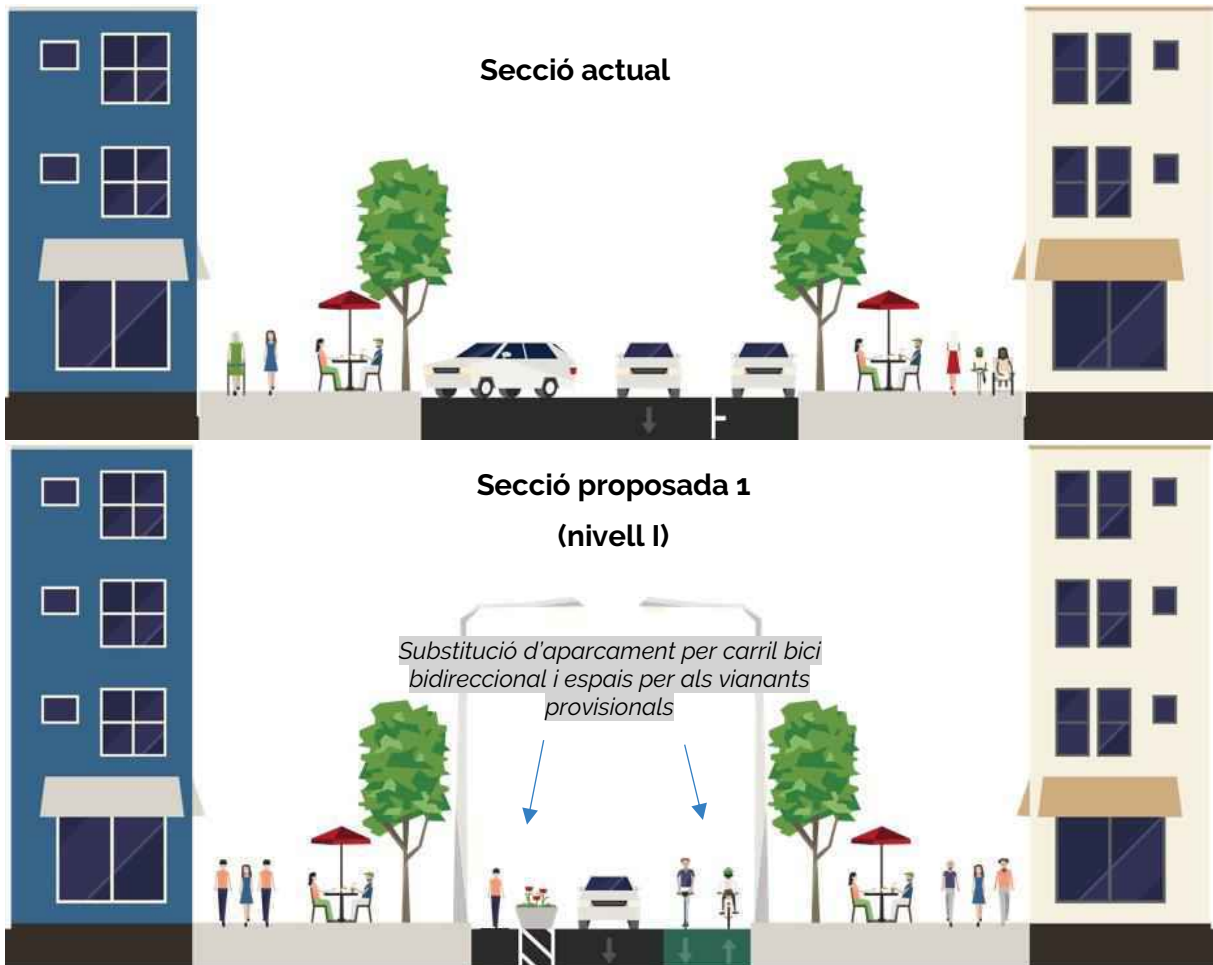 Secció actual
Secció proposada 1
(nivell I)
Substitució d'aparcament per carril bici
bidireccional i espais per als vianants
provisionals